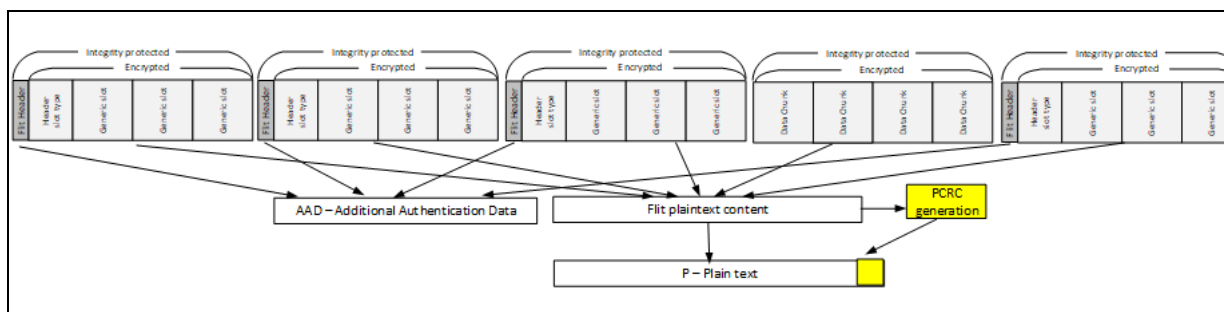 Integrity protected
Encrypted
Flit Header
Header
slot type
Generic slot
Generic slot
Generic slot
Integrity protected
Encrypted
Flit Header
Header
slot type
Generic slot
Generic slot
Generic slot
Integrity protected
Encrypted
Flit Header
Header
slot type
Generic slot
Generic slot
Generic slot
Integrity protected
Encrypted
Data Chunk
Data Chunk
Data Chunk
Data Chunk
Integrity protected
Encrypted
Flit Header
Header
slot type
Generic slot
Generic slot
Generic slot
AAD – Additional Authentication Data
Flit plaintext content
PCRC
generation
P – Plain text